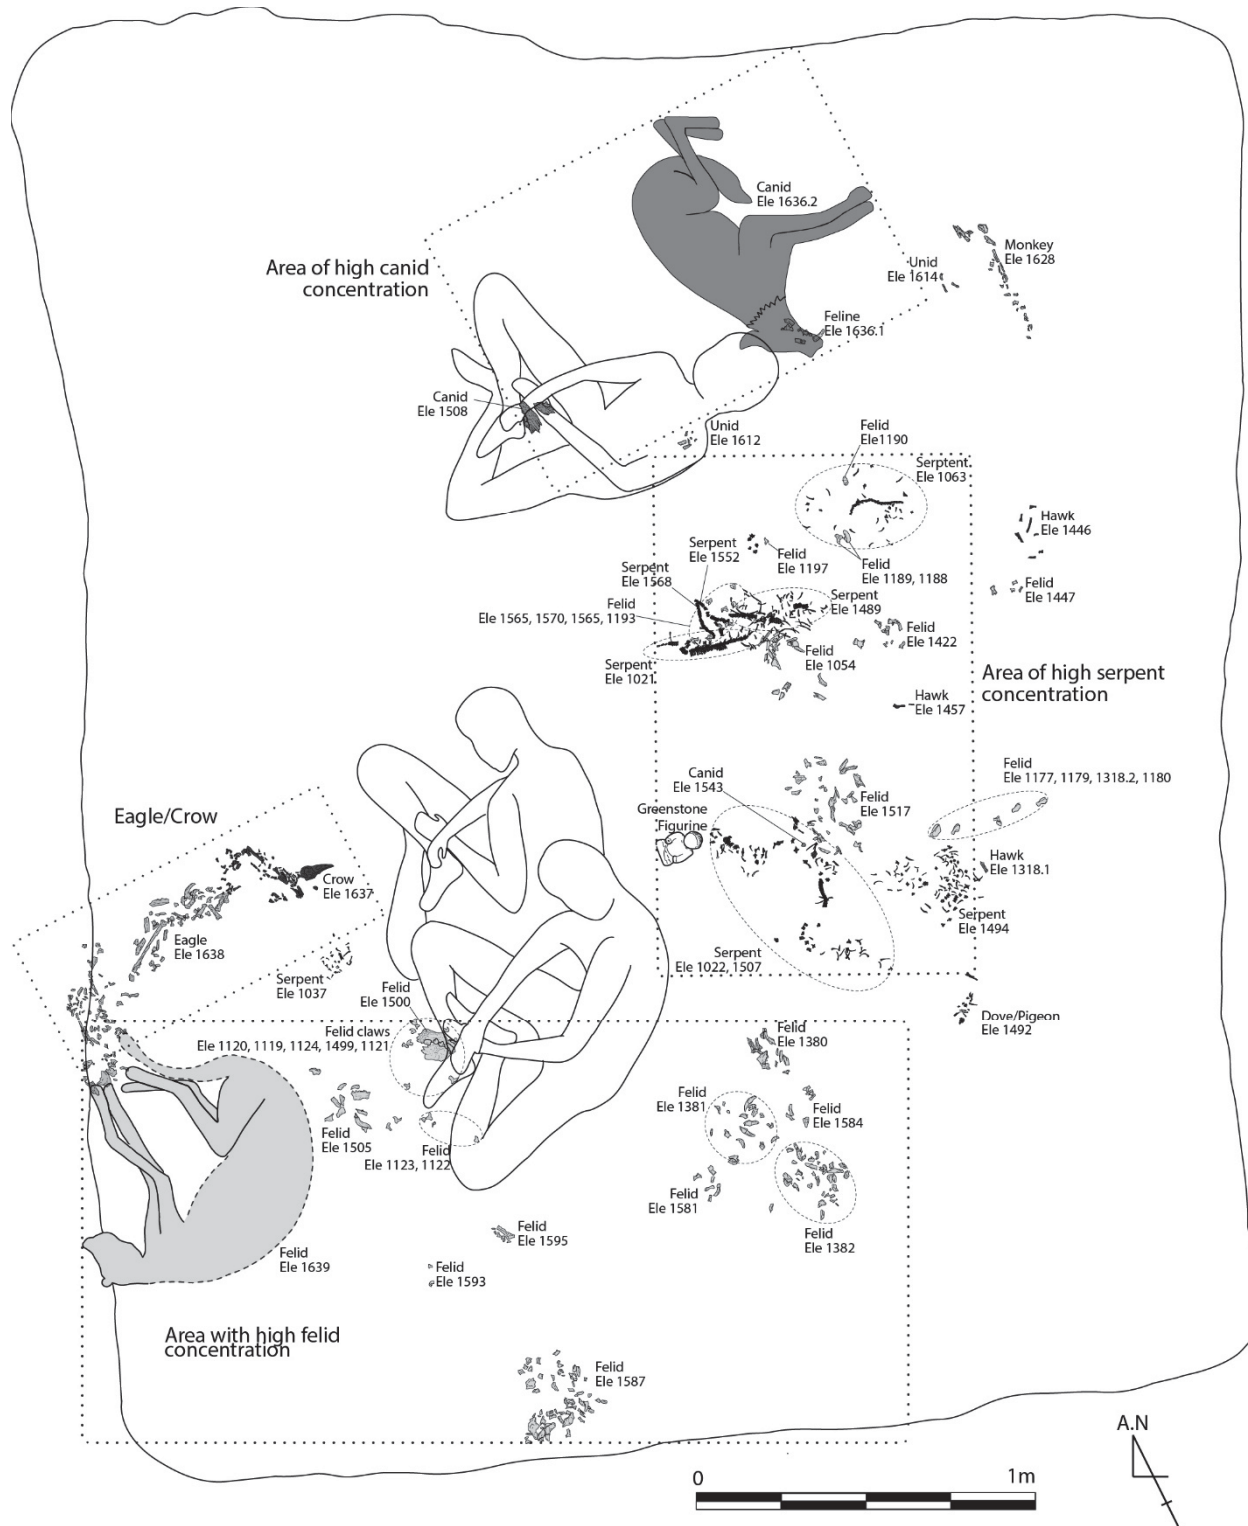 Canid
Ele 1636.2
Area of high canid
concentration
Monkey
Ele 1628
Unid
Ele 1614
Feline
Ele 1636.1
Canid
Ele 1508
Unid
Ele 1612
Felid
Ele1190
Serptent
Ele 1063
Hawk
Ele 1446
Serpent
Ele 1552
Felid
Ele 1197
Felid
Ele 1189, 1188
Serpent
Ele 1568
Felid
Ele 1447
Serpent
Ele 1489
Felid
Ele 1565, 1570, 1565, 1193
Felid
Ele 1422
Felid
Ele 1054
Serpent
Ele 1021
Area of high serpent
concentration
Hawk
Ele 1457
Canid
Ele 1543
Felid
Ele 1177, 1179, 1318.2, 1180
Felid
Ele 1517
Greenstone
Figurine
Eagle/Crow
Hawk
Ele 1318.1
Crow
Ele 1637
Serpent
Ele 1494
Eagle
Ele 1638
Serpent
Ele 1022, 1507
Serpent
Ele 1037
Felid
Ele 1500
Dove/Pigeon
Ele 1492
Felid claws
Ele 1120, 1119, 1124, 1499, 1121
Felid
Ele 1380
Felid
Ele 1381
Felid
Ele 1584
Felid
Ele 1505
Felid
Ele 1123, 1122
Felid
Ele 1581
Felid
Ele 1382
Felid
Ele 1595
Felid
Ele 1639
Felid
Ele 1593
Area with high felid
concentration
Felid
Ele 1587
A.N
0 1m